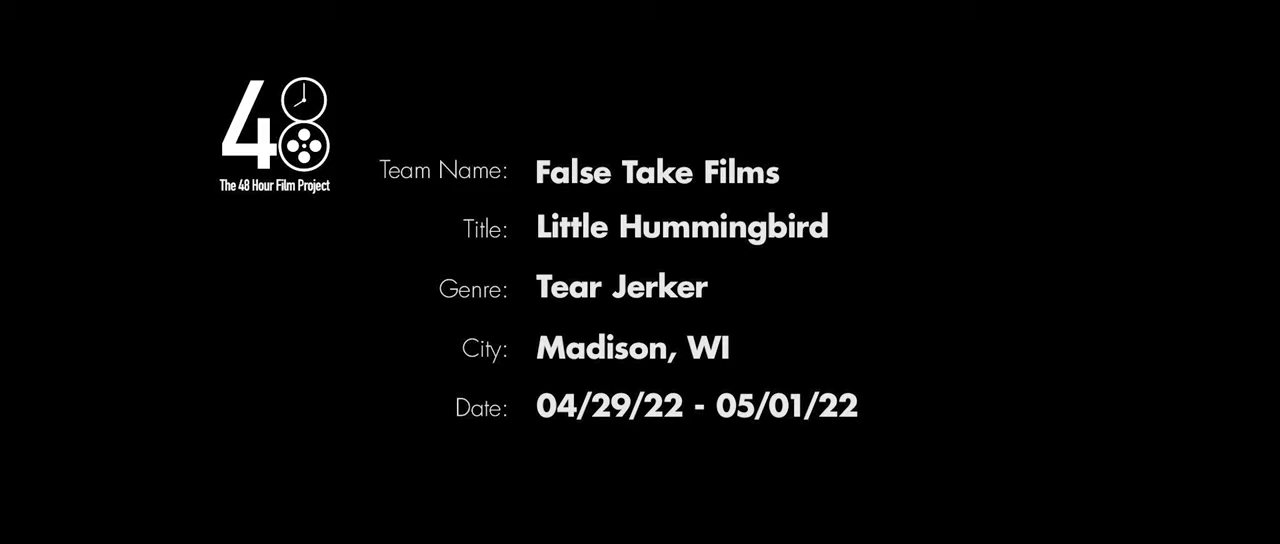 48
The 48 Hour Film Project
Team Name: False Take Films
Title: Little Hummingbird
Genre: Tear Jerker
City: Madison, WI
Date: 04/29/22 - 05/01/22